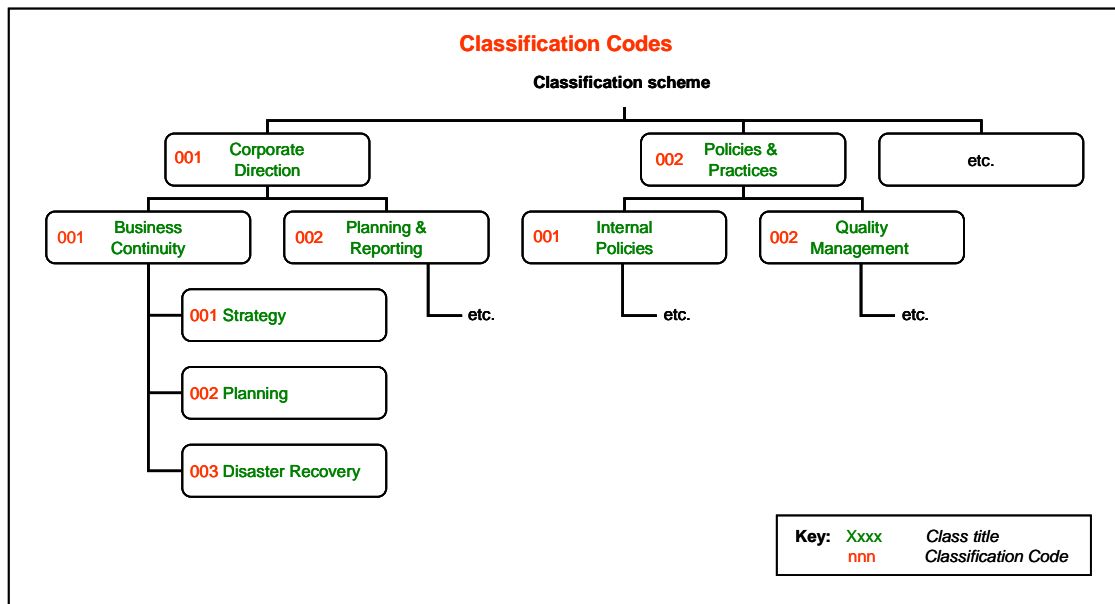 Classification Codes
Classification scheme
001 Corporate
Direction
002 Policies &
Practices
etc.
001 Business
Continuity
002 Planning &
Reporting
001 Internal
Policies
002 Quality
Management
001 Strategy
etc.
etc.
etc.
002 Planning
003 Disaster Recovery
Key: Xxxx Class title
nnn Classification Code